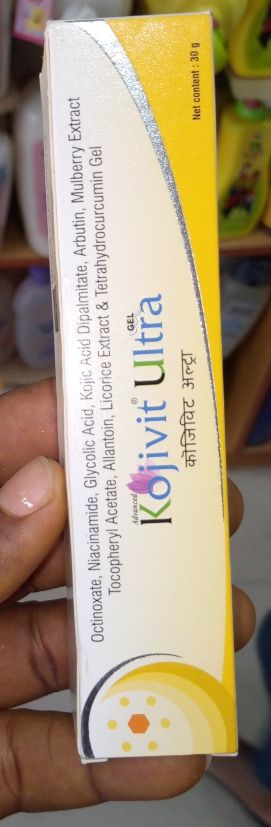 Octinoxate, Niacinamide, Glycolic Acid, Kojic Acid Dipalmitate, Arbutin, Mulberry Extract
Tocopheryl Acetate, Allantoin, Licorice Extract & Tetrahydrocurcumin Gel
Advanced
Kojivit® Ultra
GEL
कोजिविट अल्ट्रा
Net content : 30 g